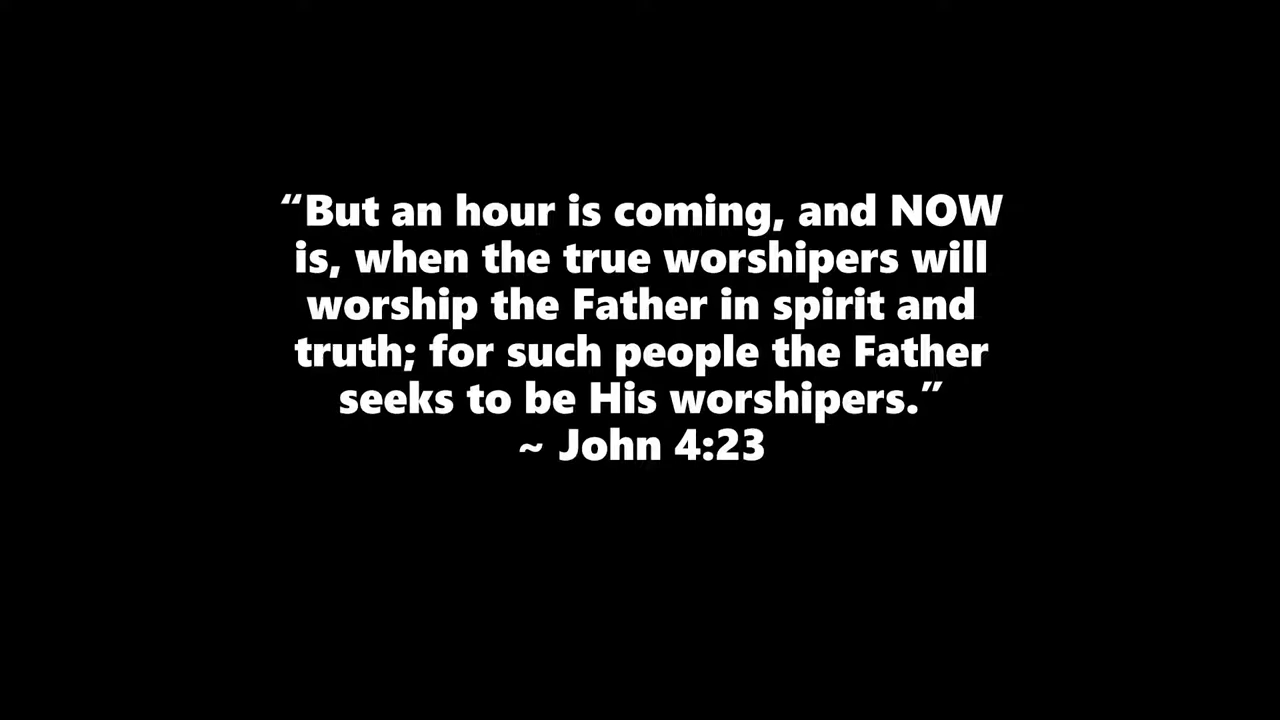 “But an hour is coming, and NOW
is, when the true worshipers will
worship the Father in spirit and
truth; for such people the Father
seeks to be His worshipers.”
~ John 4:23